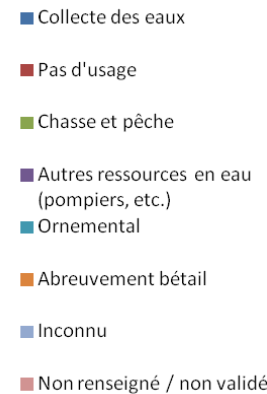 Collecte des eaux
Pas d'usage
Chasse et pêche
Autres ressources en eau
(pompiers, etc.)
Ornemental
Abreuvement bétail
Inconnu
Non renseigné / non validé